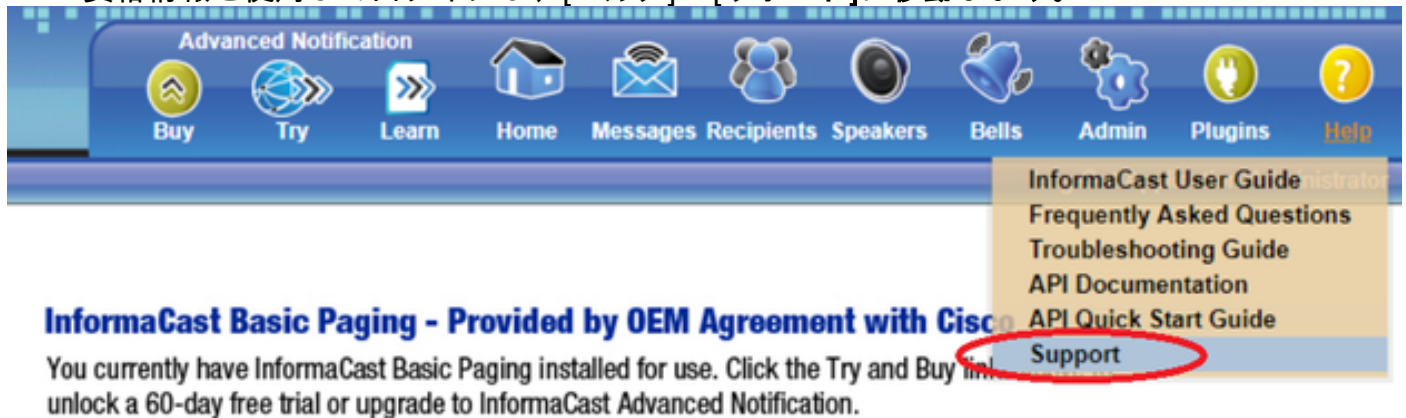 Advanced Notification
Buy Try Learn Home Messages Recipients Speakers Bells Admin Plugins Help
InformaCast User Guide
Frequently Asked Questions
Troubleshooting Guide
API Documentation
API Quick Start Guide
Support
InformaCast Basic Paging - Provided by OEM Agreement with Cisco
You currently have InformaCast Basic Paging installed for use. Click the Try and Buy
unlock a 60-day free trial or upgrade to InformaCast Advanced Notification.